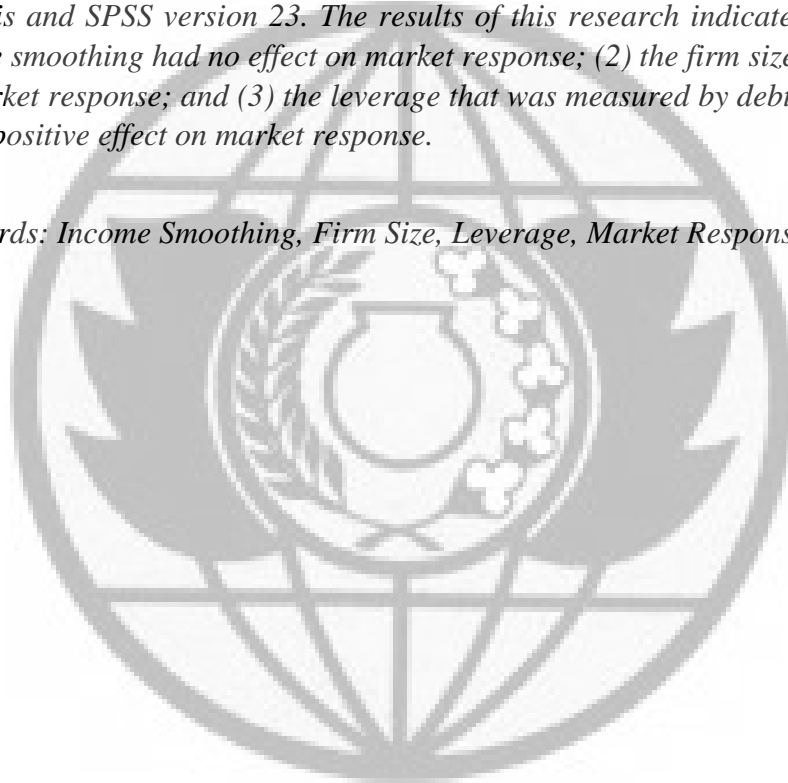 is and SPSS version 23. The results of this research indicate
e smoothing had no effect on market response; (2) the firm size
rket response; and (3) the leverage that was measured by debt
positive effect on market response.
rds: Income Smoothing, Firm Size, Leverage, Market Respons